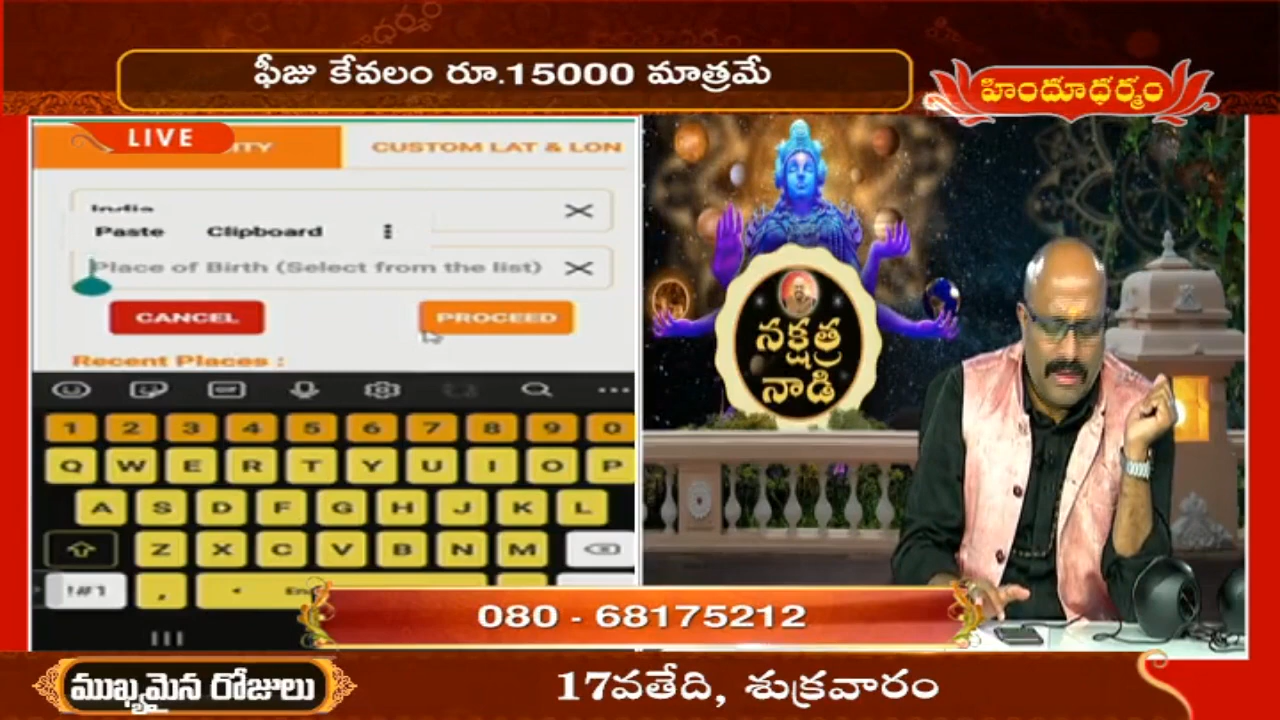 ఫీజు కేవలం రూ.15000 మాత్రమే
హిందూధర్మం
LIVE
ITY
CUSTOM LAT & LON
India
Paste Clipboard
Place of Birth (Select from the list)
CANCEL
PROCEED
Recent Places :
1 2 3 4 5 6 7 8 9 0
Q W E R T Y U I O P
A S D F G H J K L
Z X C V B N M
!#1 ,
నక్షత్ర
నాడి
080 - 68175212
ముఖ్యమైన రోజులు
17వతేది, శుక్రవారం